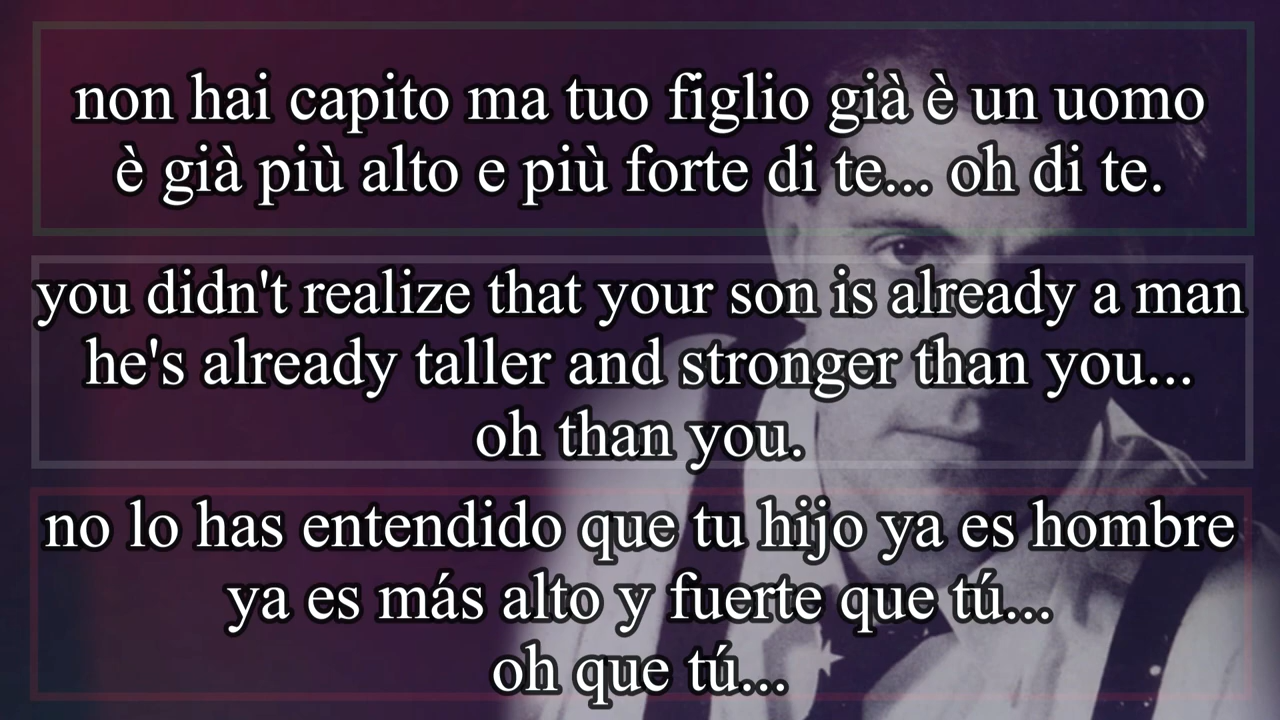 non hai capito ma tuo figlio già è un uomo
è già più alto e più forte di te... oh di te.
you didn't realize that your son is already a man
he's already taller and stronger than you...
oh than you.
no lo has entendido que tu hijo ya es hombre
ya es más alto y fuerte que tú...
oh que tú...